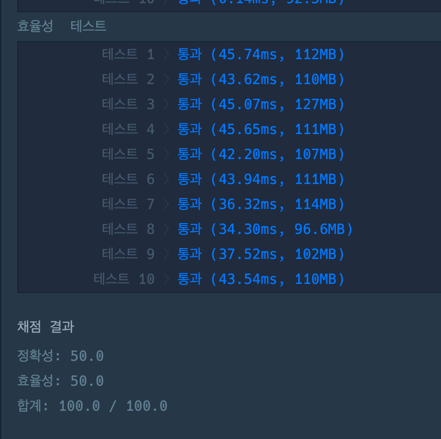 효율성 테스트
테스트 1 〉 통과 (45.74ms, 112MB)
테스트 2 〉 통과 (43.62ms, 110MB)
테스트 3 〉 통과 (45.07ms, 127MB)
테스트 4 〉 통과 (45.65ms, 111MB)
테스트 5 〉 통과 (42.20ms, 107MB)
테스트 6 〉 통과 (43.94ms, 111MB)
테스트 7 〉 통과 (36.32ms, 114MB)
테스트 8 〉 통과 (34.30ms, 96.6MB)
테스트 9 〉 통과 (37.52ms, 102MB)
테스트 10 〉 통과 (43.54ms, 110MB)
채점 결과
정확성: 50.0
효율성: 50.0
합계: 100.0 / 100.0